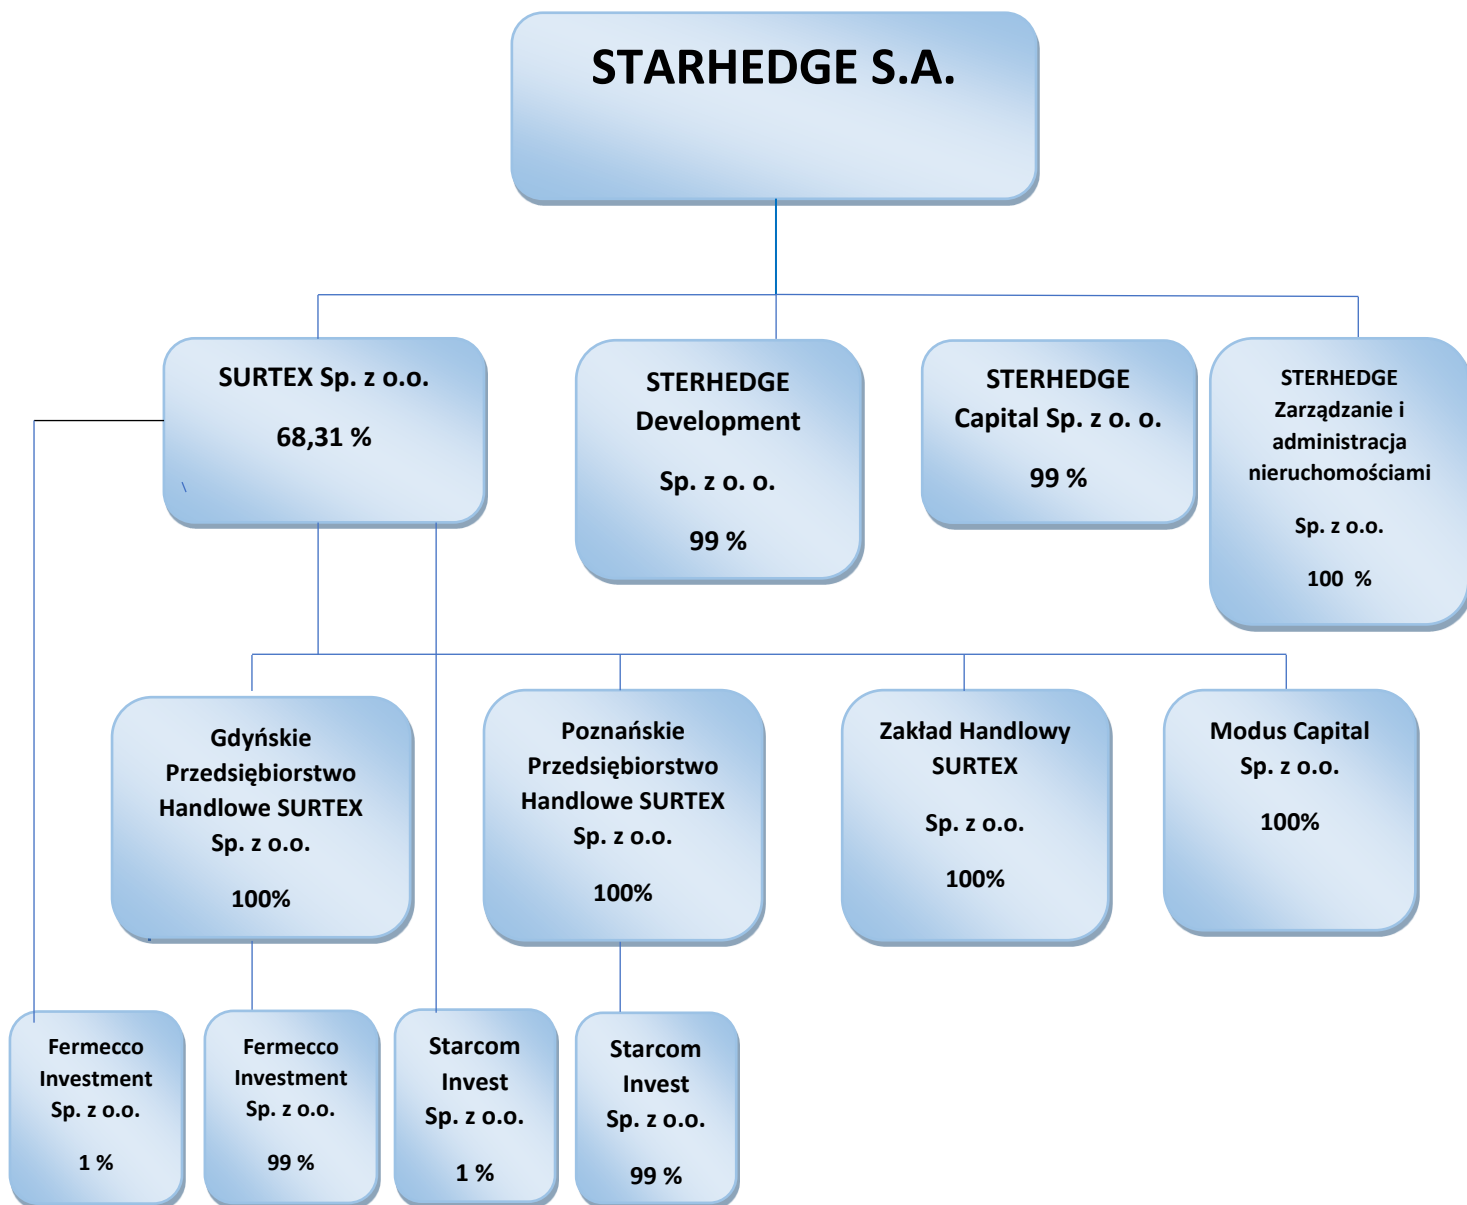 STARHEDGE S.A.
SURTEX Sp. z o.o.
68,31 %
\
STERHEDGE
Development
Sp. z o. o.
99 %
STERHEDGE
Capital Sp. z o. o.
99 %
STERHEDGE
Zarządzanie i
administracja
nieruchomościami
Sp. z o.o.
100 %
Gdyńskie
Przedsiębiorstwo
Handlowe SURTEX
Sp. z o.o.
100%
Poznańskie
Przedsiębiorstwo
Handlowe SURTEX
Sp. z o.o.
100%
Zakład Handlowy
SURTEX
Sp. z o.o.
100%
Modus Capital
Sp. z o.o.
100%
Fermecco
Investment
Sp. z o.o.
1 %
Fermecco
Investment
Sp. z o.o.
99 %
Starcom
Invest
Sp. z o.o.
1 %
Starcom
Invest
Sp. z o.o.
99 %